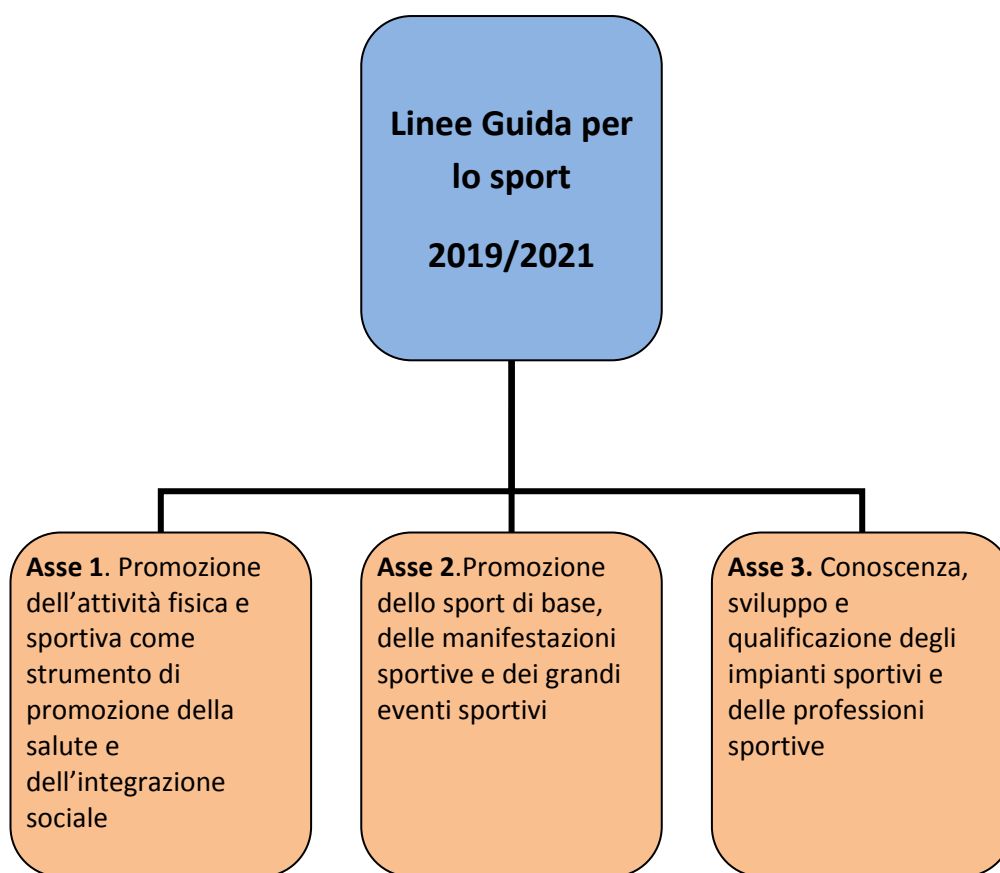 Linee Guida per
lo sport
2019/2021
Asse 1. Promozione
dell’attività fisica e
sportiva come
strumento di
promozione della
salute e
dell’integrazione
sociale
Asse 2.Promozione
dello sport di base,
delle manifestazioni
sportive e dei grandi
eventi sportivi
Asse 3. Conoscenza,
sviluppo e
qualificazione degli
impianti sportivi e
delle professioni
sportive